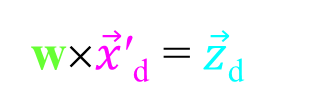 w×x⃗′d = z⃗d